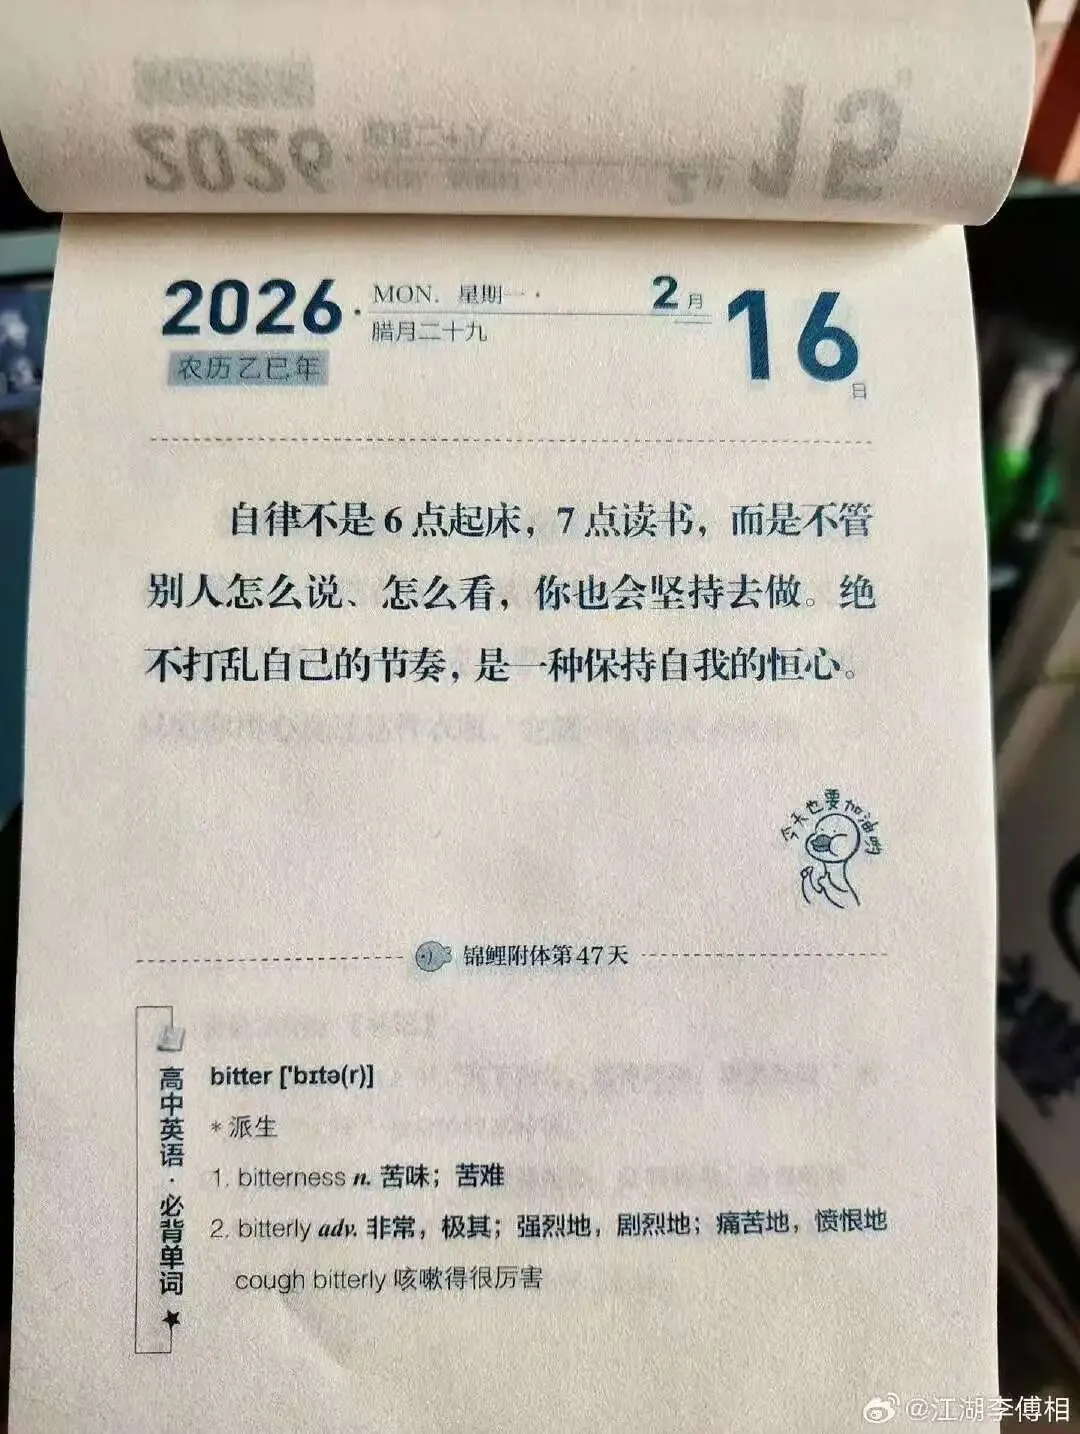 2026
15
2026
MON. 星期一
2月
16
日
腊月二十九
农历乙巳年
自律不是6点起床，7点读书，而是不管
别人怎么说、怎么看，你也会坚持去做。绝
不打乱自己的节奏，是一种保持自我的恒心。
今天也要加油哟
锦鲤附体第47天
高中英语·必背单词
bitter ['bɪtə(r)]
*派生
1. bitterness n. 苦味；苦难
2. bitterly adv. 非常，极其；强烈地，剧烈地；痛苦地，愤恨地
cough bitterly 咳嗽得很厉害
@江湖李傅相